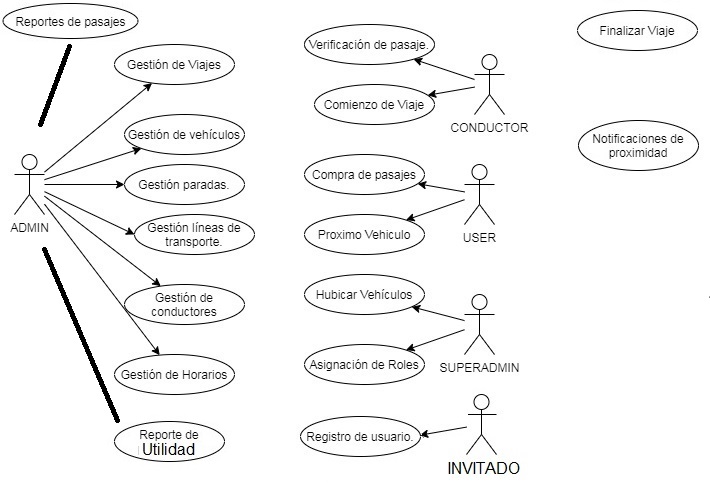 Reportes de pasajes
Gestión de Viajes
Gestión de vehículos
Gestión paradas.
ADMIN
Gestión líneas de
transporte.
Gestión de
conductores
Gestión de Horarios
Reporte de
Utilidad
Verificación de pasaje.
Comienzo de Viaje
CONDUCTOR
Compra de pasajes
Proximo Vehiculo
USER
Hubicar Vehículos
Asignación de Roles
SUPERADMIN
Registro de usuario.
INVITADO
Finalizar Viaje
Notificaciones de
proximidad